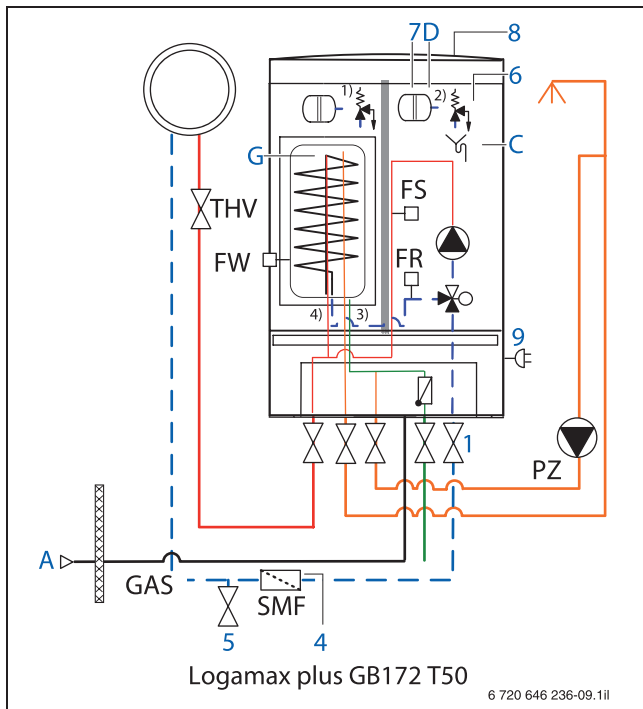 7D
8
1)
2)
6
G
C
THV
FS
FW
FR
4)
3)
9
1
PZ
A
GAS
SMF
5
4
Logamax plus GB172 T50
6 720 646 236-09.1il